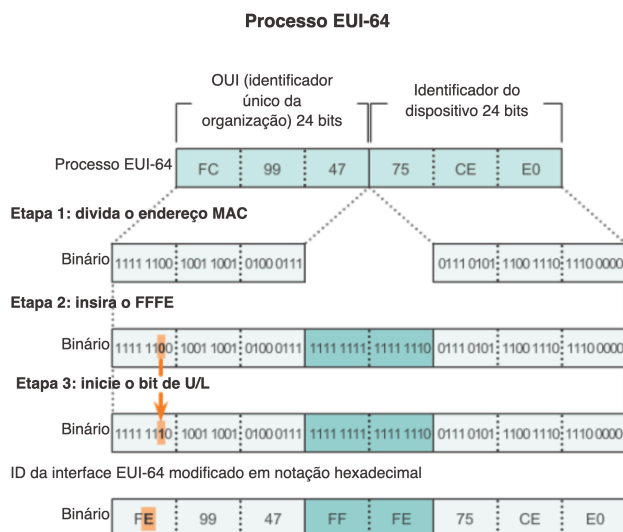 Processo EUI-64
OUI (identificador
único da
organização) 24 bits
Identificador do
dispositivo 24 bits
Processo EUI-64 FC 99 47 75 CE E0
Etapa 1: divida o endereço MAC
Binário 1111 1100 1001 1001 0100 0111 0111 0101 1100 1110 1110 0000
Etapa 2: insira o FFFE
Binário 1111 1100 1001 1001 0100 0111 1111 1111 1111 1110 0111 0101 1100 1110 1110 0000
Etapa 3: inicie o bit de U/L
Binário 1111 1110 1001 1001 0100 0111 1111 1111 1111 1110 0111 0101 1100 1110 1110 0000
ID da interface EUI-64 modificado em notação hexadecimal
Binário FE 99 47 FF FE 75 CE E0